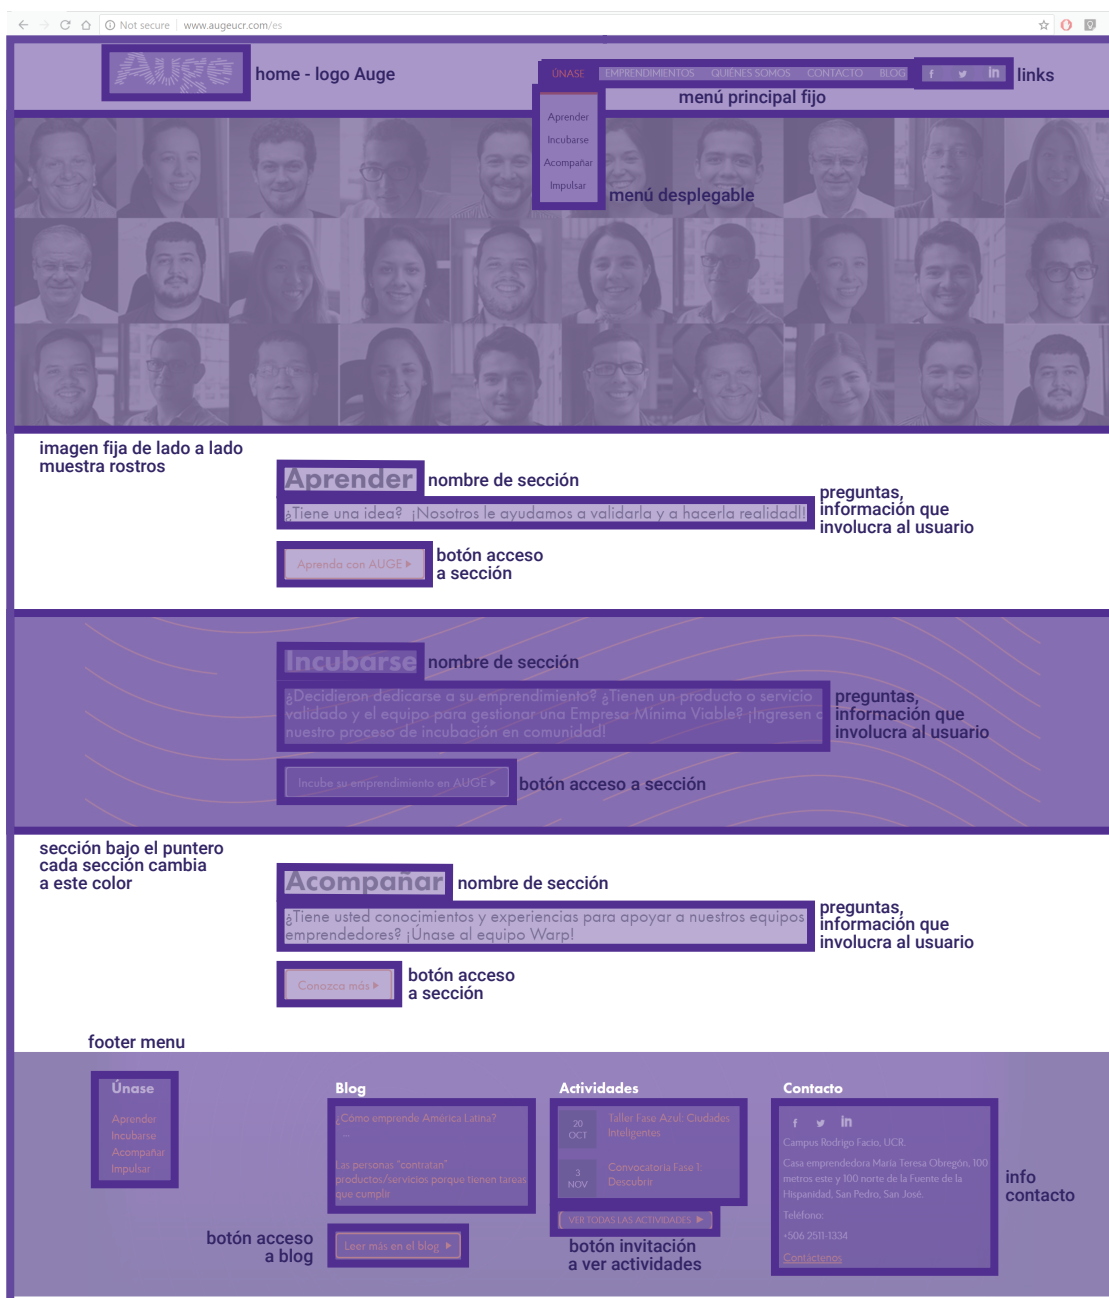 Not secure | www.augeucr.com/es
Auge
home - logo Auge
ÚNASE EMPRENDIMIENTOS QUIÉNES SOMOS CONTACTO BLOG f in
links
menú principal fijo
Aprender
Incubarse
Acompañar
Impulsar
menú desplegable
imagen fija de lado a lado
muestra rostros
Aprender
nombre de sección
¿Tiene una idea? ¡Nosotros le ayudamos a validarla y a hacerla realidad!
preguntas,
información que
involucra al usuario
Aprenda con AUGE
botón acceso
a sección
Incubarse
nombre de sección
¿Decidieron dedicarse a su emprendimiento? ¿Tienen un producto o servicio
validado y el equipo para gestionar una Empresa Mínima Viable? ¡Ingresen a
nuestro proceso de incubación en comunidad!
preguntas,
información que
involucra al usuario
Incube su emprendimiento en AUGE
botón acceso a sección
sección bajo el puntero
cada sección cambia
a este color
Acompañar
nombre de sección
¿Tiene usted conocimientos y experiencias para apoyar a nuestros equipos
emprendedores? ¡Únase al equipo Warp!
preguntas,
información que
involucra al usuario
Conozca más
botón acceso
a sección
footer menu
Únase
Aprender
Incubarse
Acompañar
Impulsar
Blog
¿Cómo emprende América Latina?
...
Las personas "contratan"
productos/servicios porque tienen tareas
que cumplir
Leer más en el blog
botón acceso
a blog
Actividades
20
OCT
Taller Fase Azul: Ciudades
Inteligentes
3
NOV
Convocatoria Fase 1:
Descubrir
VER TODAS LAS ACTIVIDADES
botón invitación
a ver actividades
Contacto
f in
Campus Rodrigo Facio, UCR.
Casa emprendedora María Teresa Obregón, 100
metros este y 100 norte de la Fuente de la
Hispanidad, San Pedro, San José.
Teléfono:
+506 2511-1334
Contáctenos
info
contacto